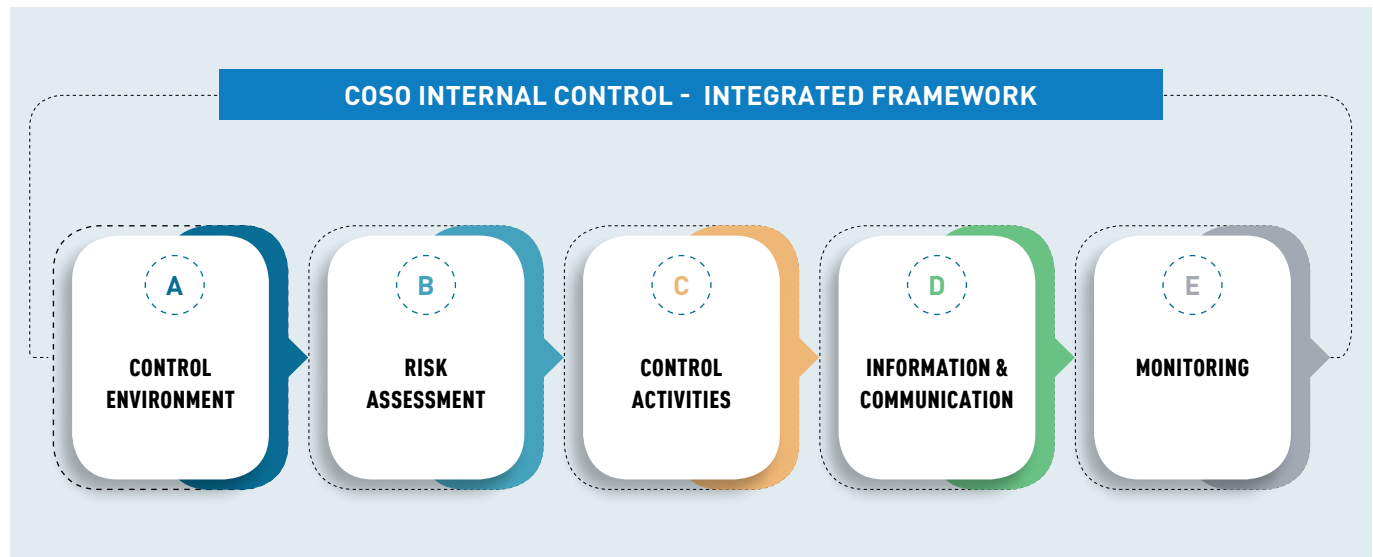 COSO INTERNAL CONTROL - INTEGRATED FRAMEWORK
A
CONTROL
ENVIRONMENT
B
RISK
ASSESSMENT
C
CONTROL
ACTIVITIES
D
INFORMATION &
COMMUNICATION
E
MONITORING